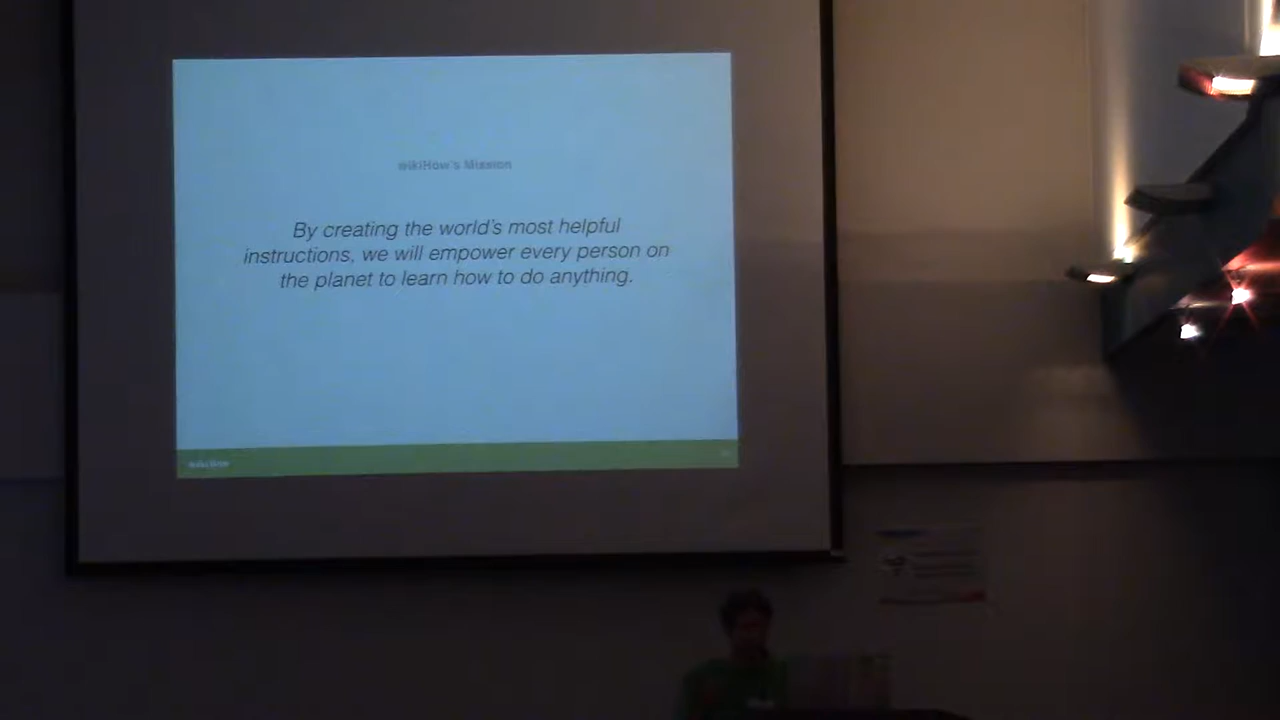 wikiHow's Mission
By creating the world's most helpful
instructions, we will empower every person on
the planet to learn how to do anything.
wikiHow